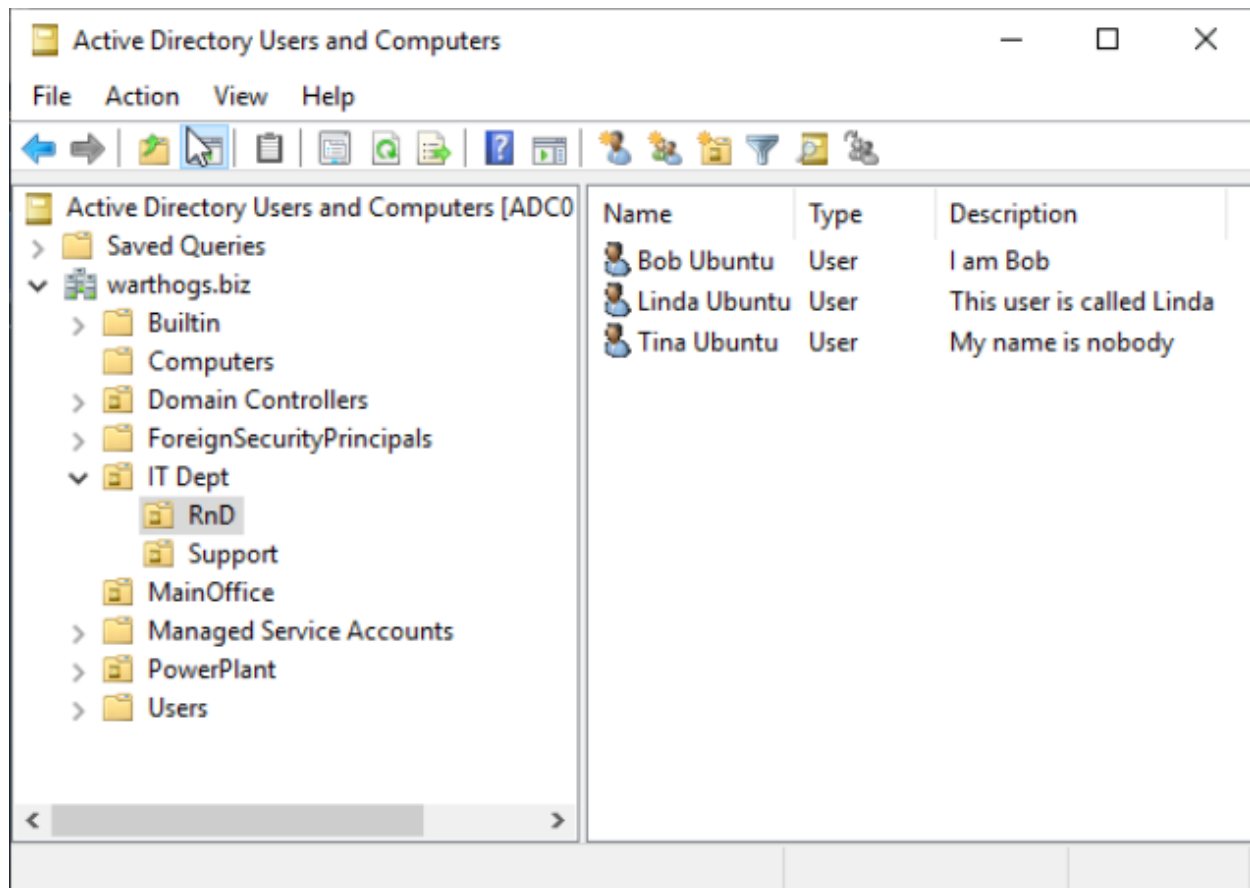 Active Directory Users and Computers
File Action View Help
Active Directory Users and Computers [ADC0
Saved Queries
warthogs.biz
Builtin
Computers
Domain Controllers
ForeignSecurityPrincipals
IT Dept
RnD
Support
MainOffice
Managed Service Accounts
PowerPlant
Users
Name Type Description
Bob Ubuntu User I am Bob
Linda Ubuntu User This user is called Linda
Tina Ubuntu User My name is nobody